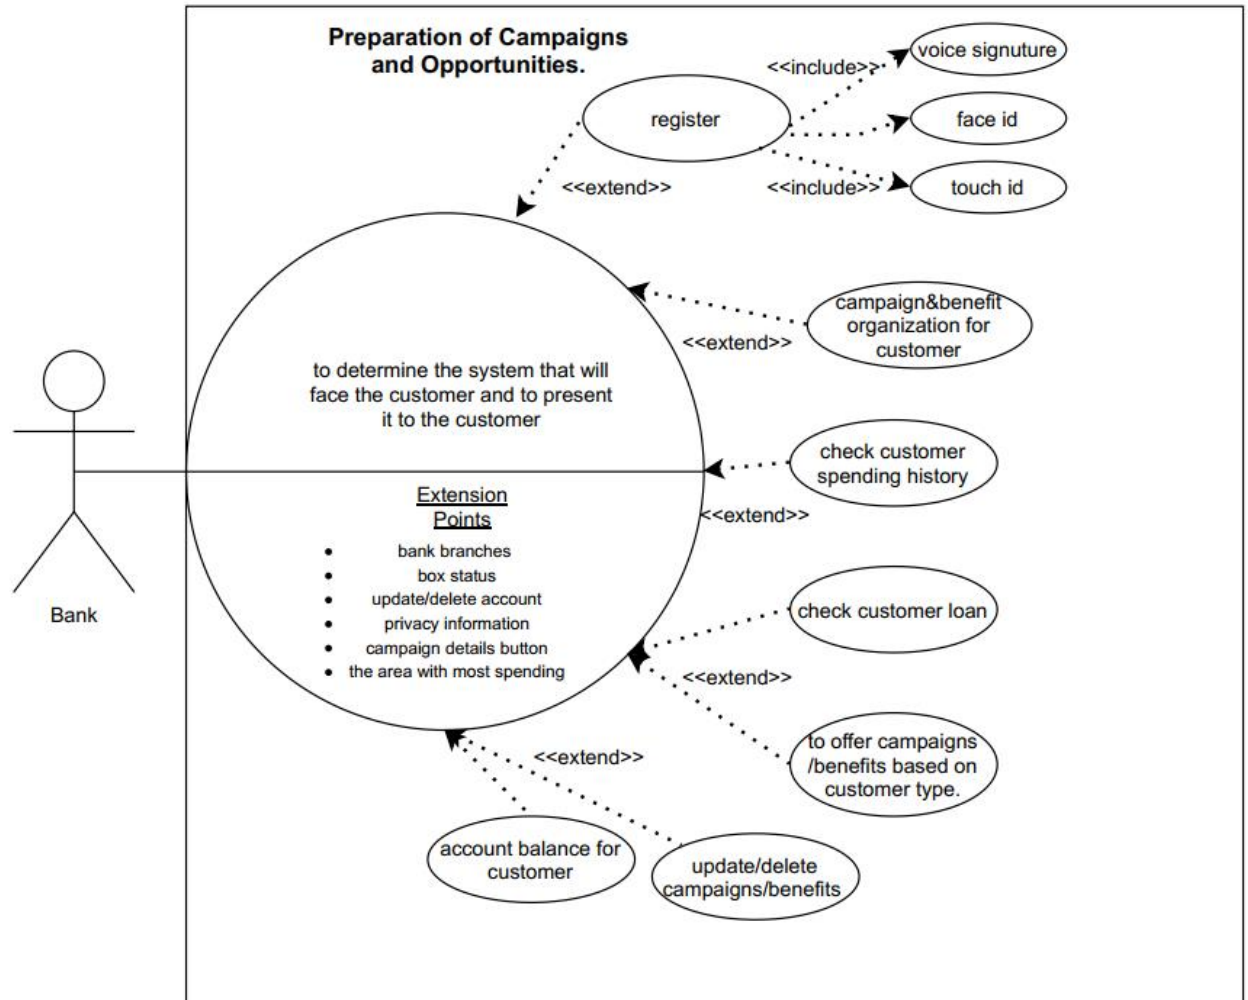 Preparation of Campaigns
and Opportunities.
voice signuture
<<include>>
register
face id
<<extend>>
<<include>>
touch id
campaign&benefit
organization for
customer
<<extend>>
to determine the system that will
face the customer and to present
it to the customer
check customer
spending history
Extension
Points
<<extend>>
• bank branches
• box status
• update/delete account
• privacy information
• campaign details button
• the area with most spending
Bank
check customer loan
<<extend>>
to offer campaigns
/benefits based on
customer type.
<<extend>>
account balance for
customer
update/delete
campaigns/benefits